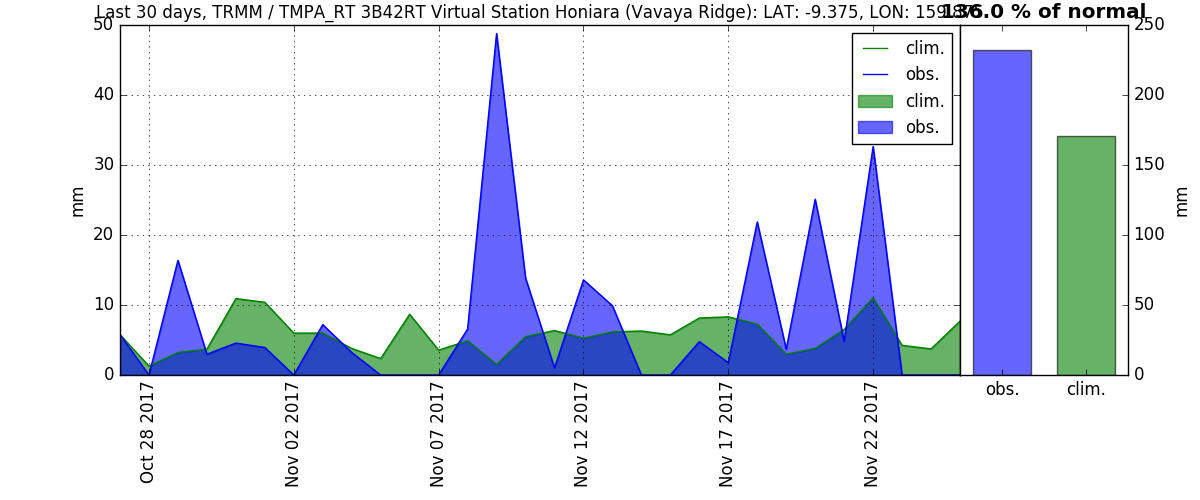 Last 30 days, TRMM / TMPA_RT 3B42RT Virtual Station Honiara (Vavaya Ridge): LAT: -9.375, LON:
136.0 % of normal
50
40
30
20
10
0
mm
clim.
obs.
clim.
obs.
Oct 28 2017
Nov 02 2017
Nov 07 2017
Nov 12 2017
Nov 17 2017
Nov 22 2017
250
200
150
100
50
0
mm
obs.
clim.